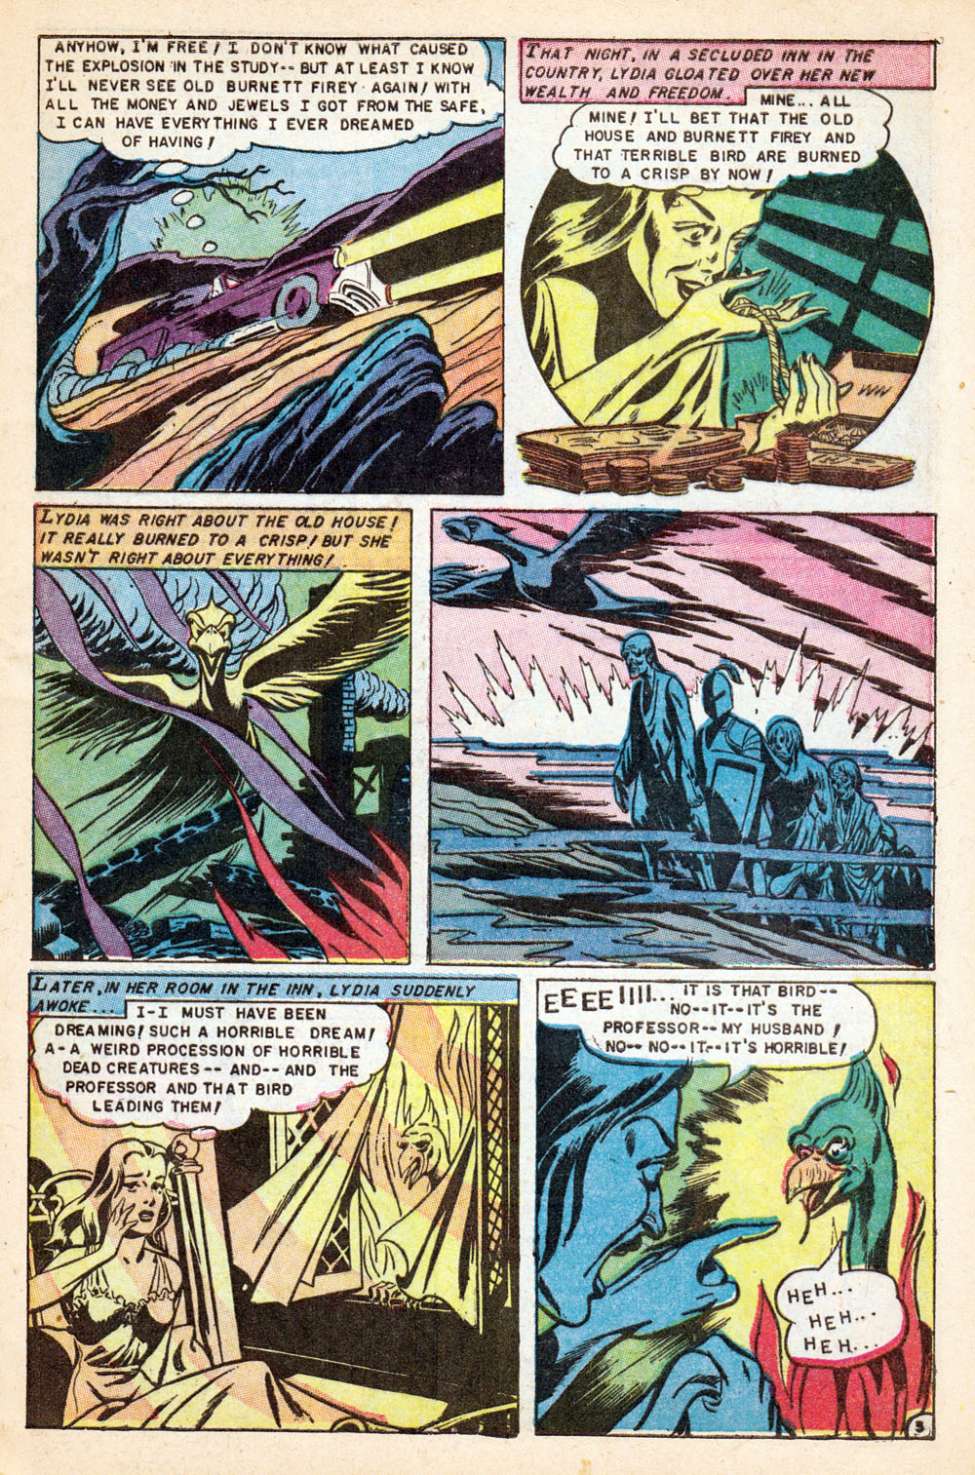 ANYHOW, I'M FREE! I DON'T KNOW WHAT CAUSED
THE EXPLOSION IN THE STUDY-- BUT AT LEAST I KNOW
I'LL NEVER SEE OLD BURNETT FIREY AGAIN! WITH
ALL THE MONEY AND JEWELS I GOT FROM THE SAFE,
I CAN HAVE EVERYTHING I EVER DREAMED
OF HAVING!
THAT NIGHT, IN A SECLUDED INN IN THE
COUNTRY, LYDIA GLOATED OVER HER NEW
WEALTH AND FREEDOM.
MINE... ALL
MINE! I'LL BET THAT THE OLD
HOUSE AND BURNETT FIREY AND
THAT TERRIBLE BIRD ARE BURNED
TO A CRISP BY NOW!
LYDIA WAS RIGHT ABOUT THE OLD HOUSE!
IT REALLY BURNED TO A CRISP! BUT SHE
WASN'T RIGHT ABOUT EVERYTHING!
LATER, IN HER ROOM IN THE INN, LYDIA SUDDENLY
AWOKE...
I-I MUST HAVE BEEN
DREAMING! SUCH A HORRIBLE DREAM!
A-A WEIRD PROCESSION OF HORRIBLE
DEAD CREATURES -- AND-- AND THE
PROFESSOR AND THAT BIRD
LEADING THEM!
EEEEIIII... IT IS THAT BIRD--
NO--IT--IT'S THE
PROFESSOR-- MY HUSBAND!
NO-- NO--IT--IT'S HORRIBLE!
HEH...
HEH...
HEH...
3